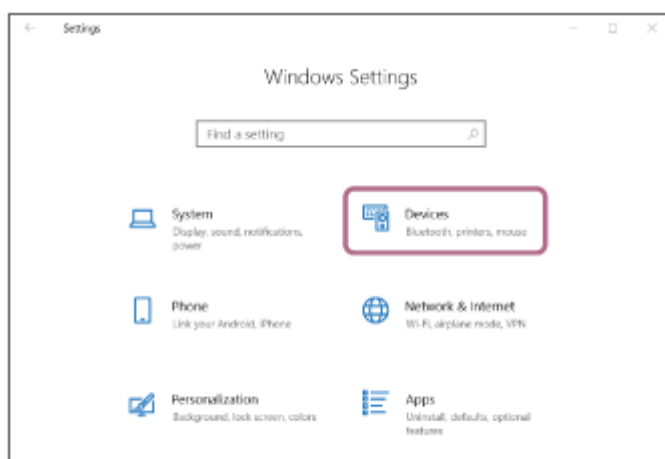 Settings
Windows Settings
Find a setting
System
Display, sound, notifications,
power
Devices
Bluetooth, printers, mouse
Phone
Link your Android, iPhone
Network & Internet
Wi-Fi, airplane mode, VPN
Personalization
Background, lock screen, colors
Apps
Uninstall, defaults, optional
features